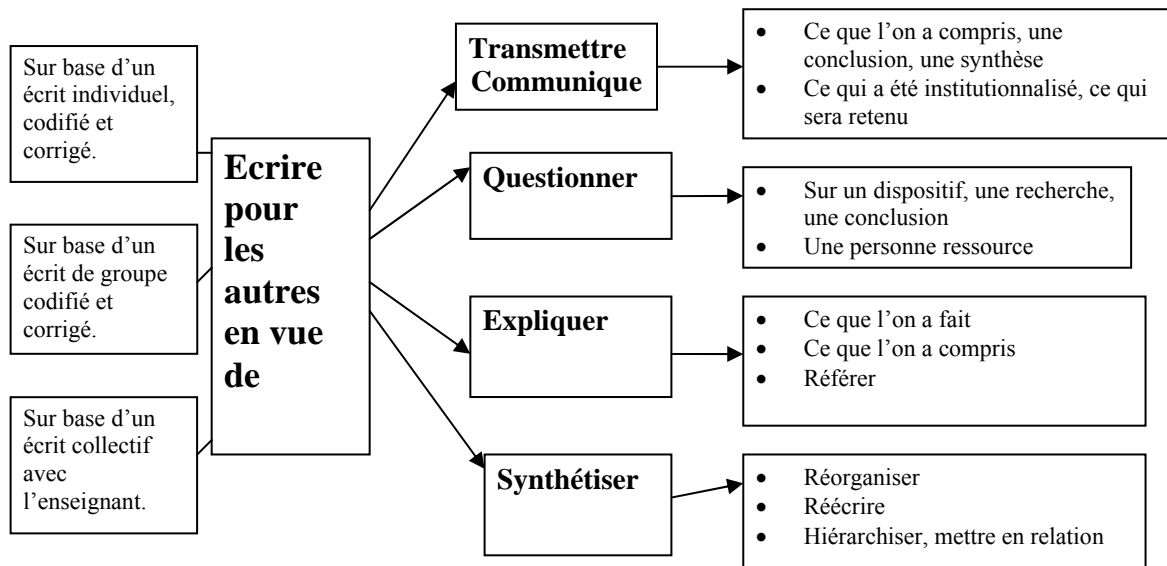 Sur base d’un
écrit individuel,
codifié et
corrigé.
Sur base d’un
écrit de groupe
codifié et
corrigé.
Sur base d’un
écrit collectif
avec
l’enseignant.
Ecrire
pour
les
autres
en vue
de
Transmettre
Communique
• Ce que l’on a compris, une
conclusion, une synthèse
• Ce qui a été institutionnalisé, ce qui
sera retenu
Questionner
• Sur un dispositif, une recherche,
une conclusion
• Une personne ressource
Expliquer
• Ce que l’on a fait
• Ce que l’on a compris
• Référer
Synthétiser
• Réorganiser
• Réécrire
• Hiérarchiser, mettre en relation